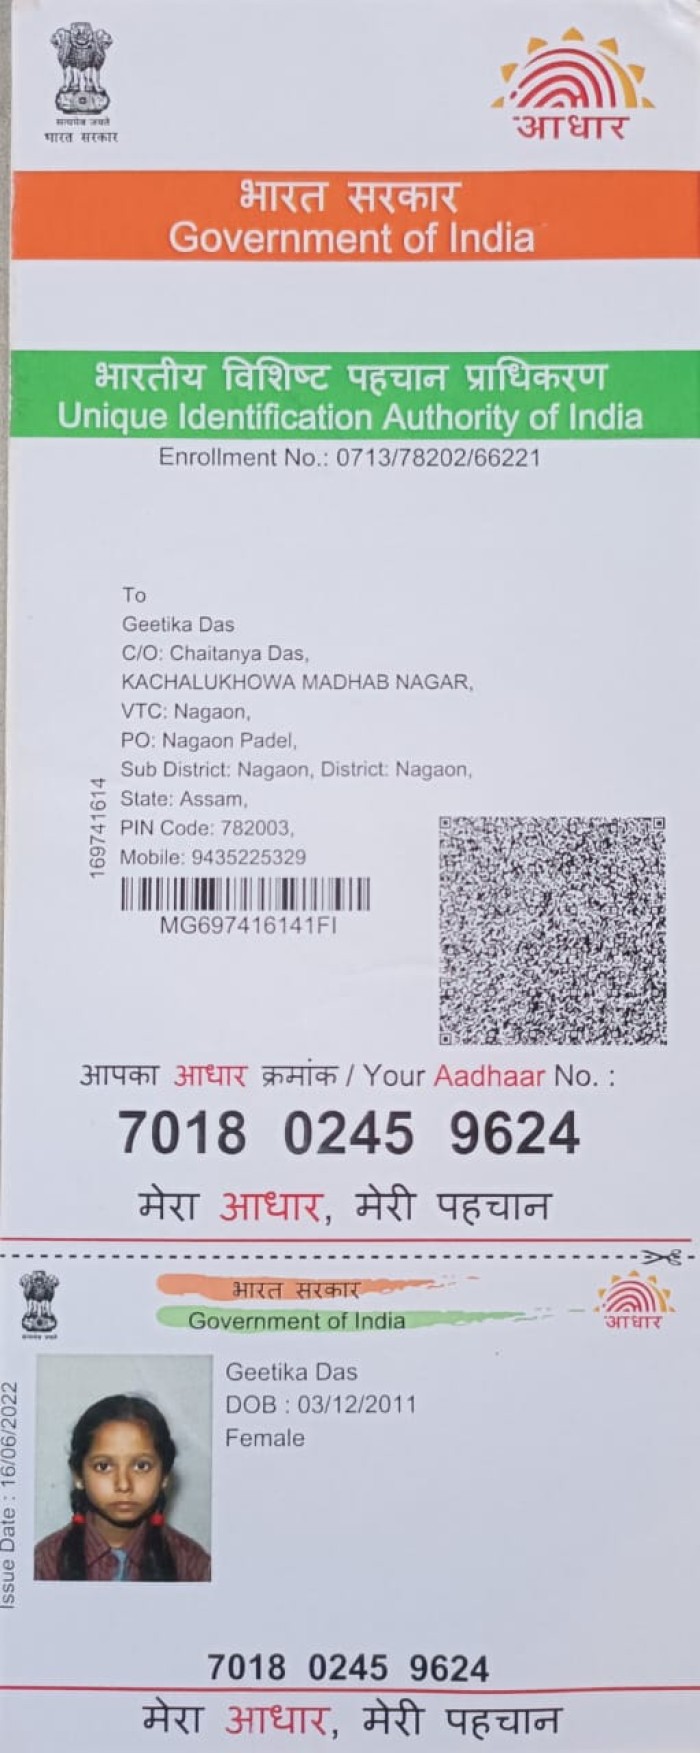 सत्यमेव जयते
भारत सरकार
आधार
भारत सरकार
Government of India
भारतीय विशिष्ट पहचान प्राधिकरण
Unique Identification Authority of India
Enrollment No.: 0713/78202/66221
To
Geetika Das
C/O: Chaitanya Das,
KACHALUKHOWA MADHAB NAGAR,
VTC: Nagaon,
PO: Nagaon Padel,
Sub District: Nagaon, District: Nagaon,
State: Assam,
PIN Code: 782003,
Mobile: 9435225329
169741614
MG697416141FI
आपका आधार क्रमांक / Your Aadhaar No. :
7018 0245 9624
मेरा आधार, मेरी पहचान
भारत सरकार
Government of India
आधार
Issue Date : 16/06/2022
Geetika Das
DOB : 03/12/2011
Female
7018 0245 9624
मेरा आधार, मेरी पहचान